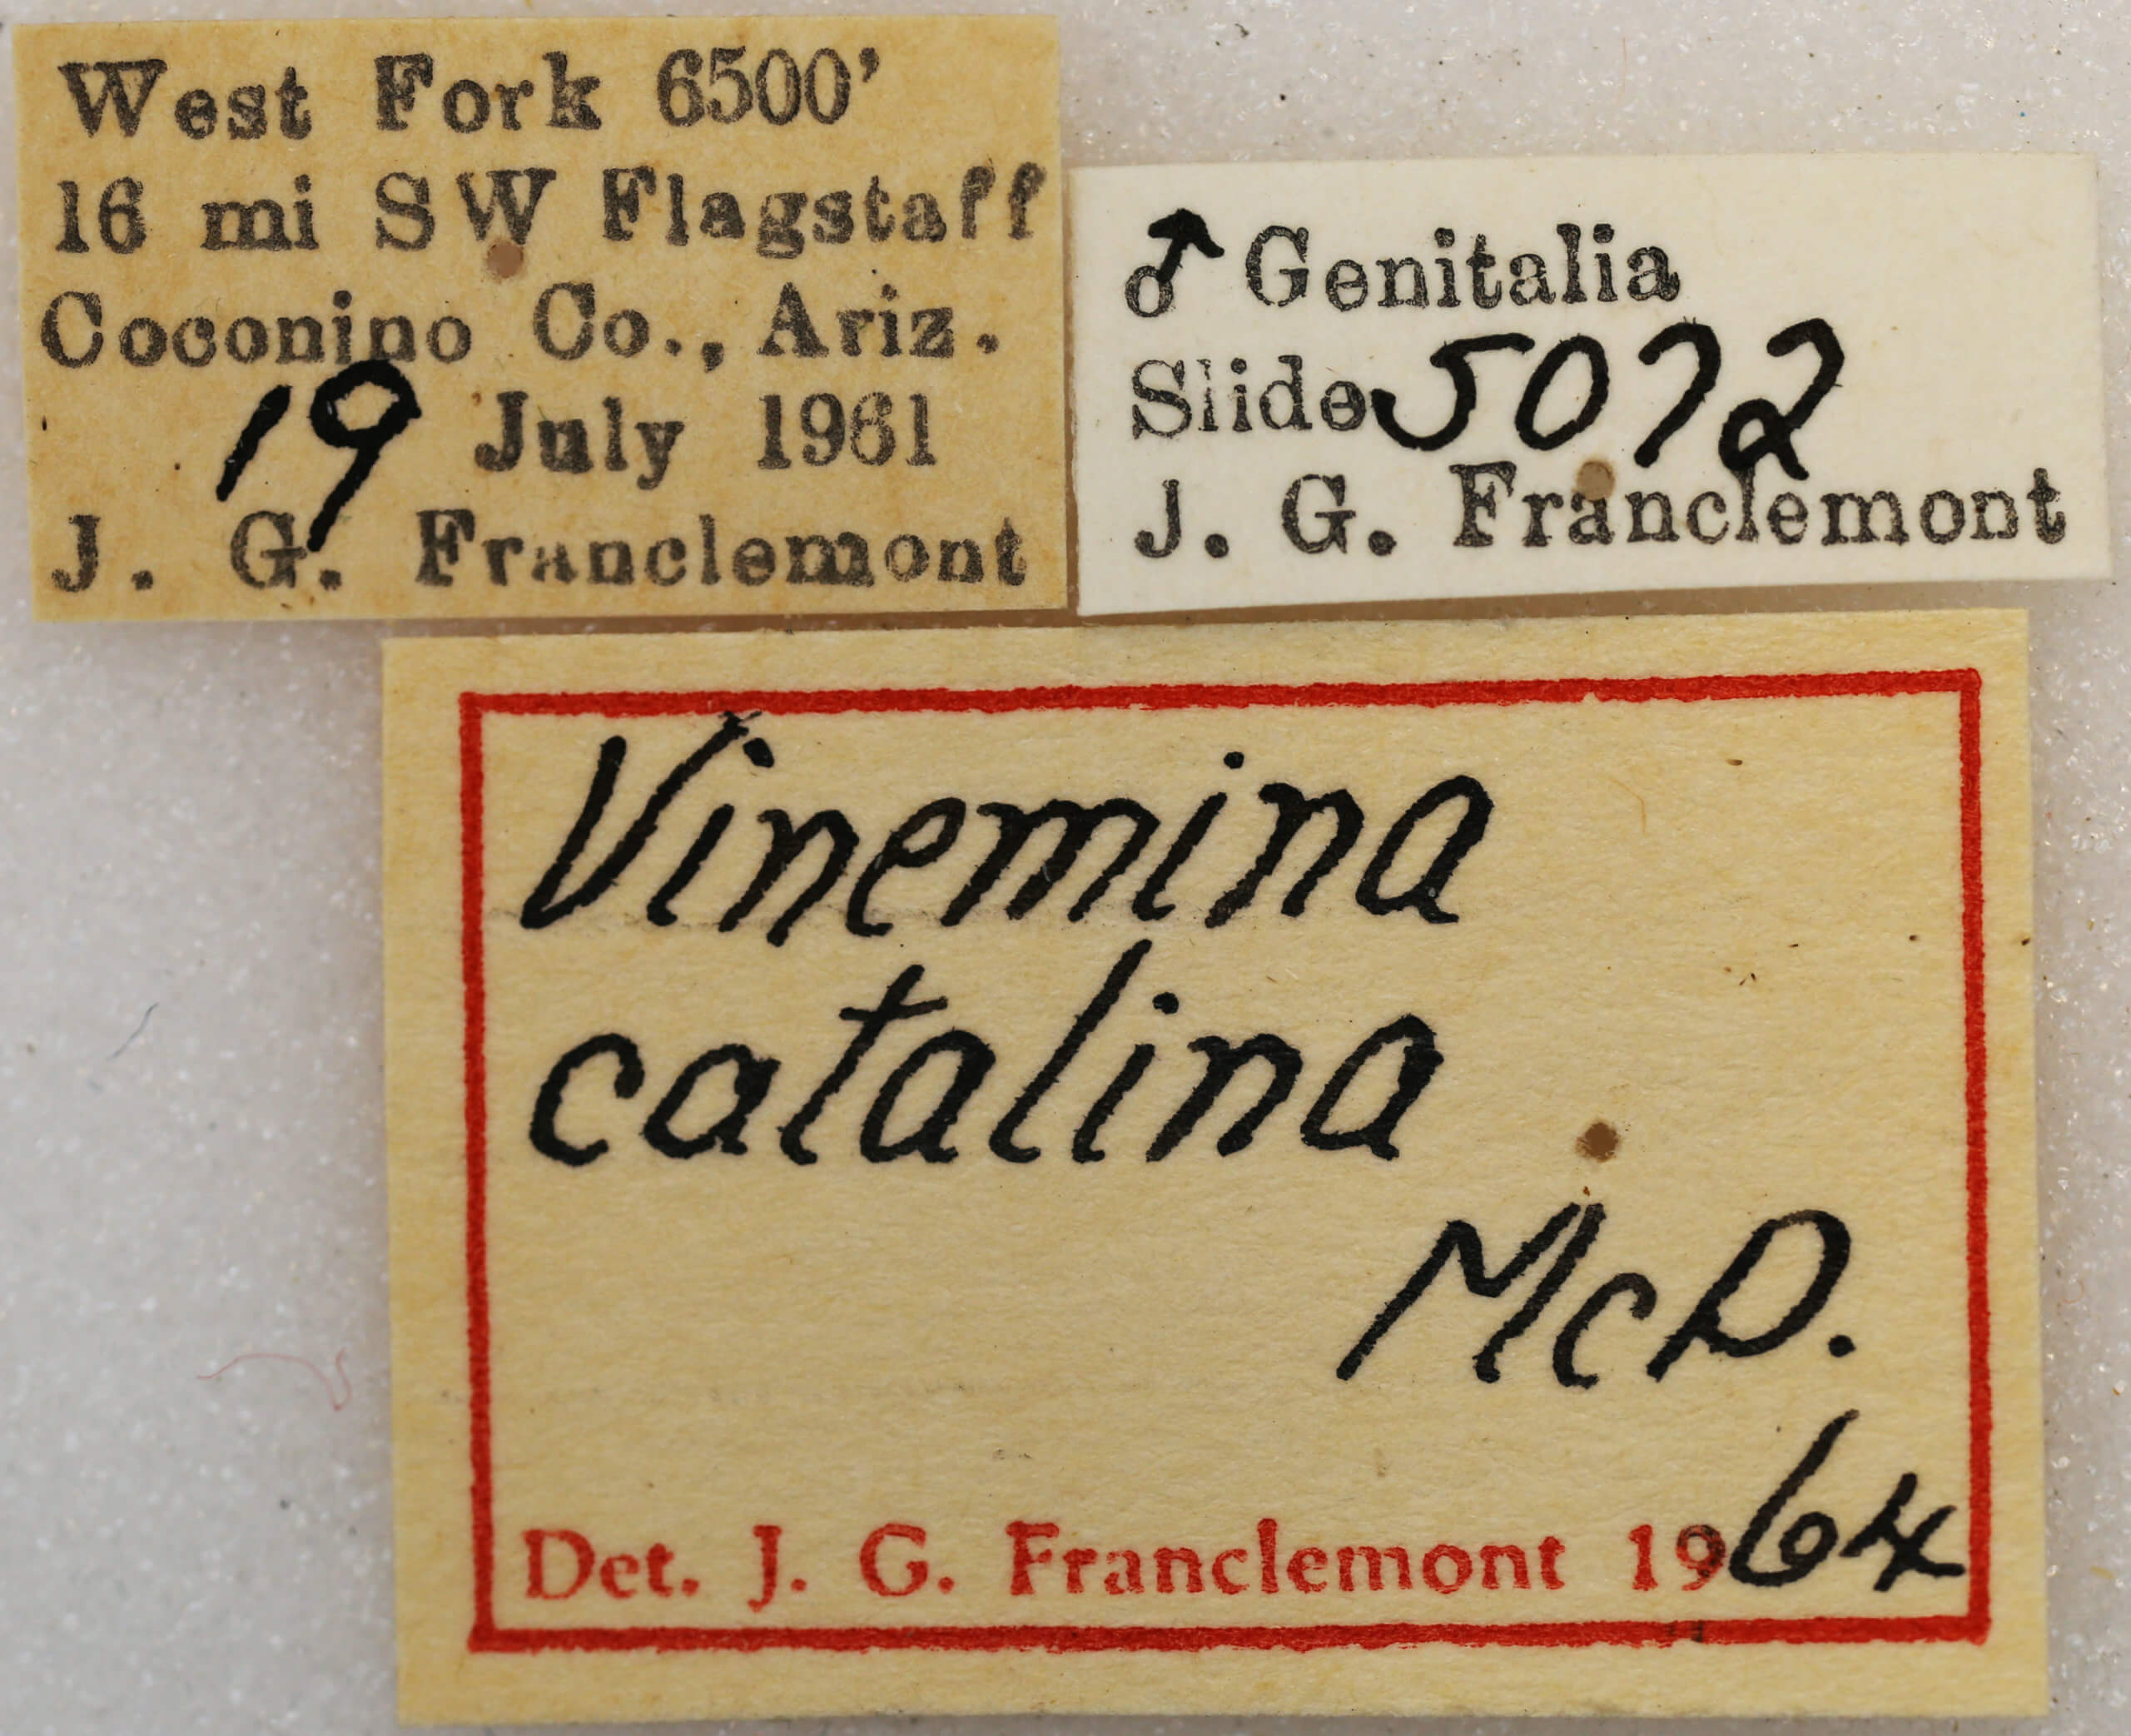 West Fork 6500'
16 mi SW Flagstaff
Coconino Co., Ariz.
19 July 1961
J. G. Franclemont
♂ Genitalia
Slide 5072
J. G. Franclemont
Vinemina
catalina
McD.
Det. J. G. Franclemont 1964